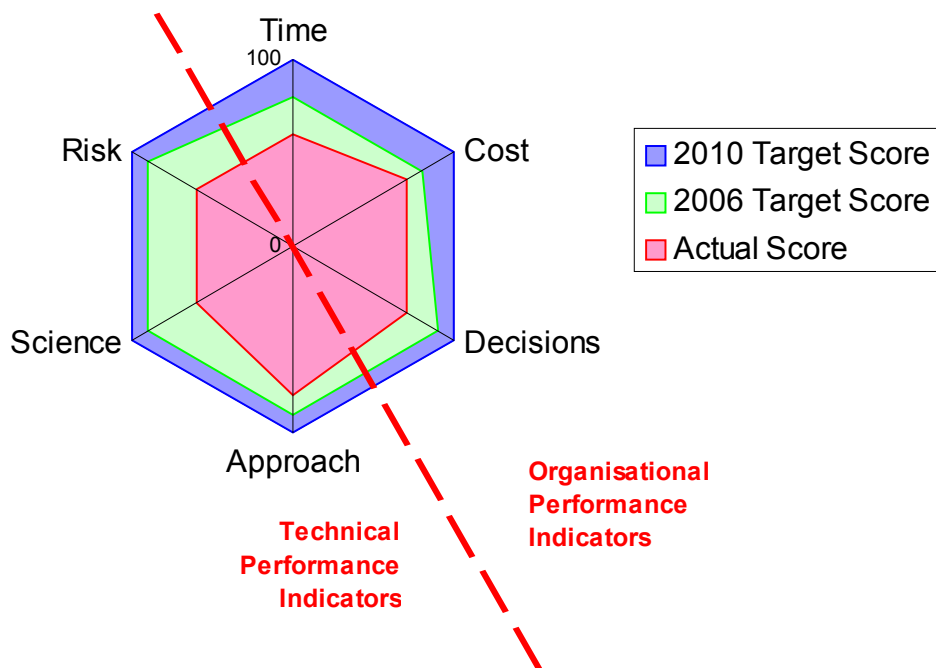 Time
100
Risk
Cost
0
Science
Decisions
Approach
2010 Target Score
2006 Target Score
Actual Score
Organisational
Performance
Indicators
Technical
Performance
Indicators